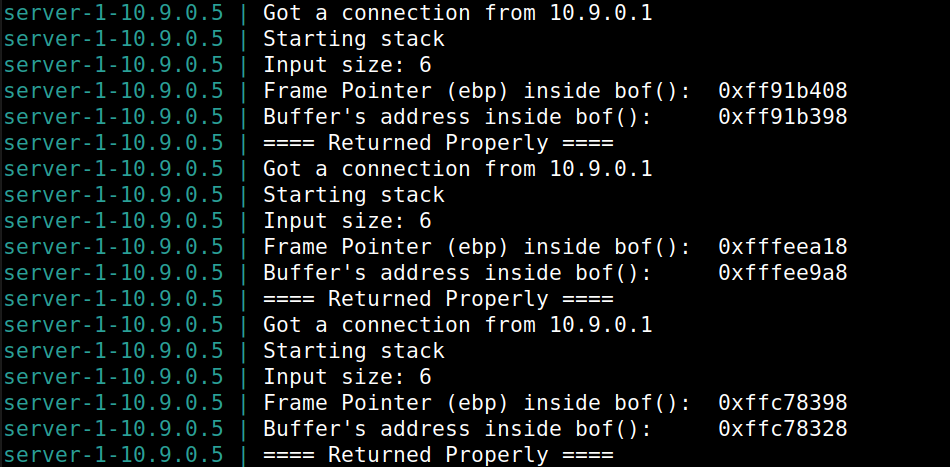 server-1-10.9.0.5 | Got a connection from 10.9.0.1
server-1-10.9.0.5 | Starting stack
server-1-10.9.0.5 | Input size: 6
server-1-10.9.0.5 | Frame Pointer (ebp) inside bof():  0xff91b408
server-1-10.9.0.5 | Buffer's address inside bof():     0xff91b398
server-1-10.9.0.5 | ==== Returned Properly ====
server-1-10.9.0.5 | Got a connection from 10.9.0.1
server-1-10.9.0.5 | Starting stack
server-1-10.9.0.5 | Input size: 6
server-1-10.9.0.5 | Frame Pointer (ebp) inside bof():  0xfffeea18
server-1-10.9.0.5 | Buffer's address inside bof():     0xfffee9a8
server-1-10.9.0.5 | ==== Returned Properly ====
server-1-10.9.0.5 | Got a connection from 10.9.0.1
server-1-10.9.0.5 | Starting stack
server-1-10.9.0.5 | Input size: 6
server-1-10.9.0.5 | Frame Pointer (ebp) inside bof():  0xffc78398
server-1-10.9.0.5 | Buffer's address inside bof():     0xffc78328
server-1-10.9.0.5 | ==== Returned Properly ====